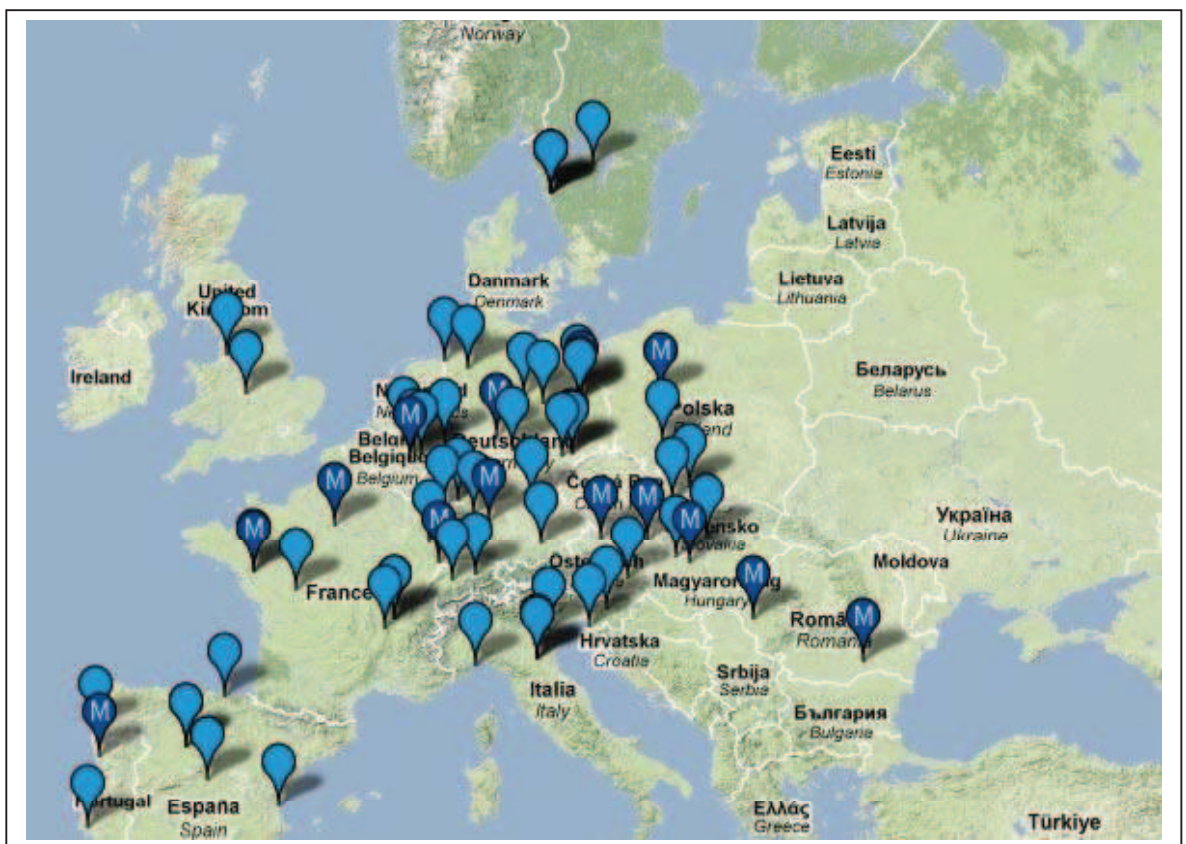 Norway
Eesti
Estonia
Latvija
Latvia
Lietuva
Lithuania
Danmark
Denmark
United
Kingdom
Ireland
Беларусь
Belarus
Polska
Poland
Deutschland
België
Belgique
Belgium
Україна
Ukraine
Moldova
France
Magyarország
Hungary
România
Romania
Hrvatska
Croatia
Srbija
Serbia
Italia
Italy
България
Bulgaria
Portugal
España
Spain
Ελλάς
Greece
Türkiye
M
M
M
M
M
M
M
M
M
M
M
M
M